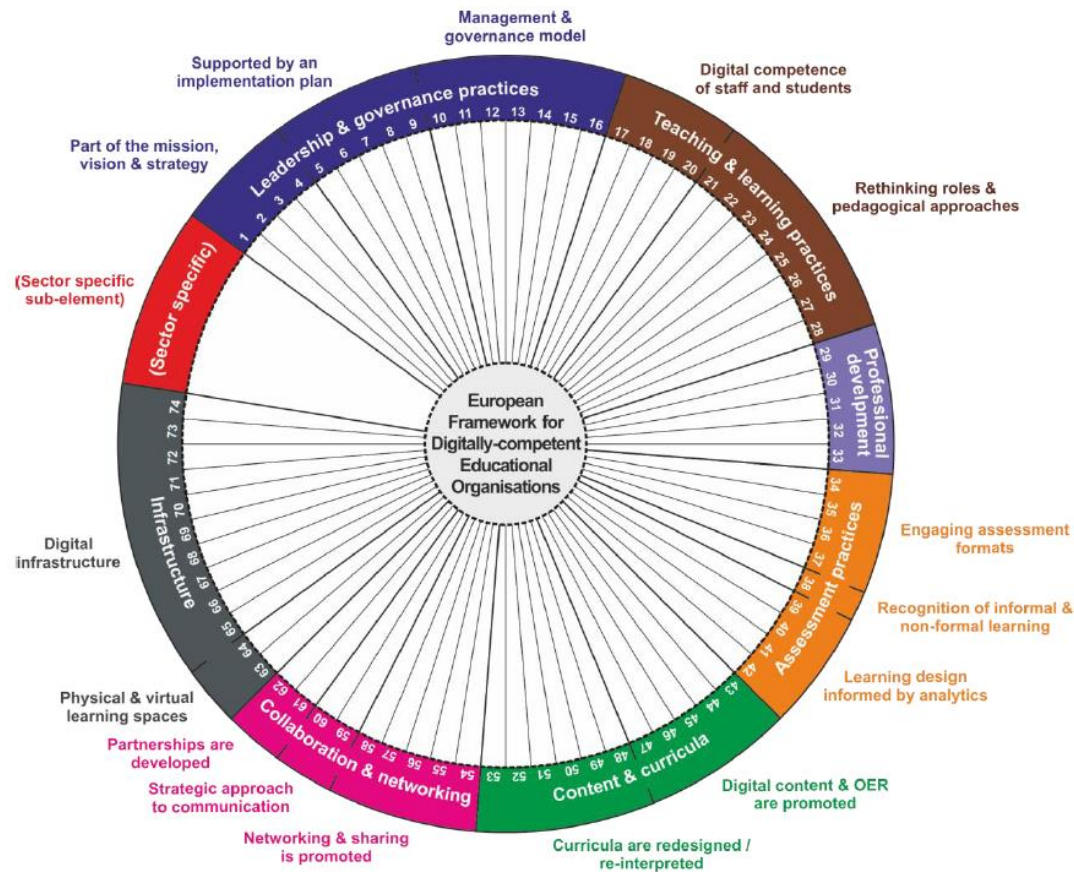 Management &
governance model
Supported by an
implementation plan
Part of the mission,
vision & strategy
Digital competence
of staff and students
Rethinking roles &
pedagogical approaches
Leadership & governance practices
1 2 3 4 5 6 7 8 9 10 11 12 13 14 15 16
Teaching & learning practices
17 18 19 20 21 22 23 24 25 26 27 28
Professional
develpment
29 30 31 32 33
Assessment practices
34 35 36 37 38 39 40 41 42
Engaging assessment
formats
Recognition of informal &
non-formal learning
Learning design
informed by analytics
Content & curricula
43 44 45 46 47 48 49 50 51 52 53
Digital content & OER
are promoted
Curricula are redesigned /
re-interpreted
Collaboration & networking
54 55 56 57 58 59 60 61 62
Networking & sharing
is promoted
Strategic approach
to communication
Partnerships are
developed
Infrastructure
63 64 65 66 67 68 69 70 71 72 73 74
Physical & virtual
learning spaces
Digital
infrastructure
(Sector specific)
(Sector specific
sub-element)
European
Framework for
Digitally-competent
Educational
Organisations